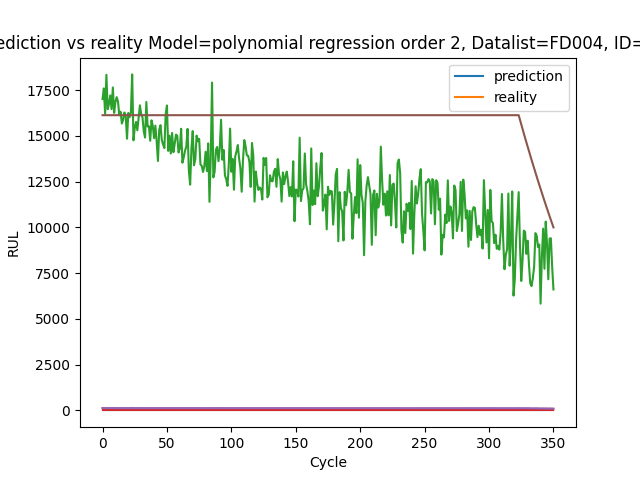 ediction vs reality Model=polynomial regression order 2, Datalist=FD004, ID=
prediction
reality
17500
15000
12500
10000
7500
5000
2500
0
RUL
0 50 100 150 200 250 300 350
Cycle